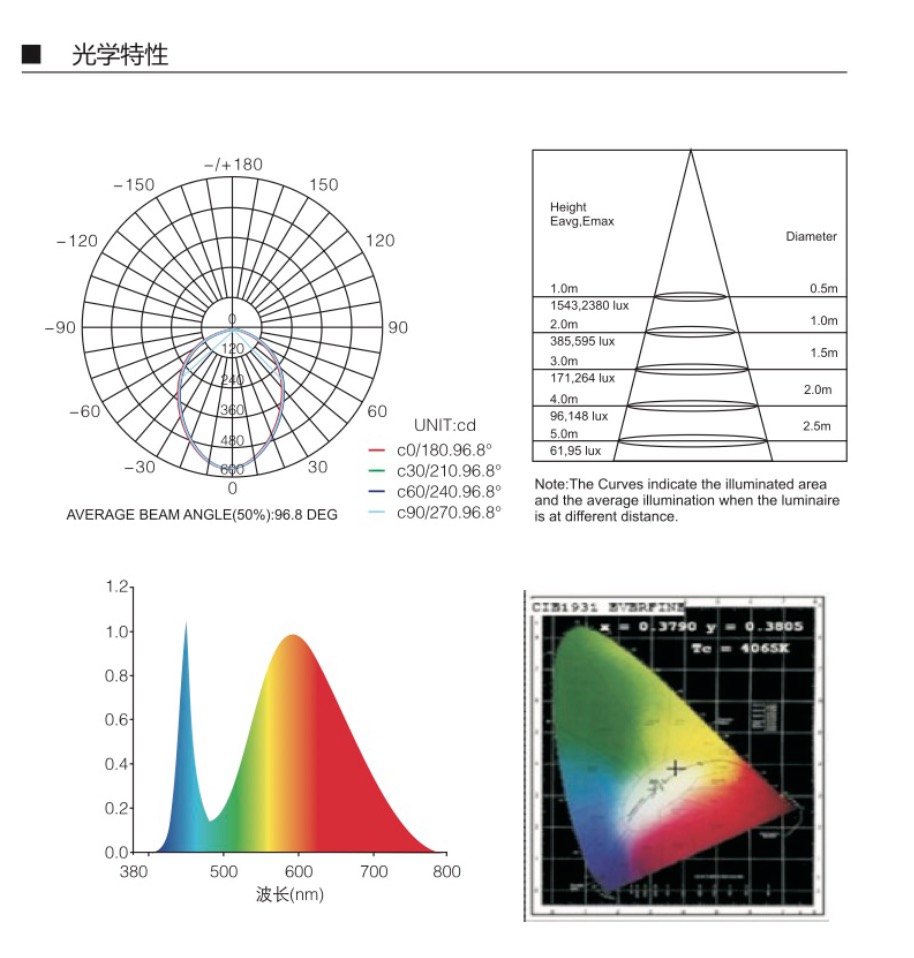 光学特性
−/+180
−150
150
−120
120
−90
90
−60
60
−30
30
0
0
120
240
360
480
600
UNIT:cd
c0/180.96.8°
c30/210.96.8°
c60/240.96.8°
c90/270.96.8°
AVERAGE BEAM ANGLE(50%):96.8 DEG
Height
Eavg,Emax
Diameter
1.0m
0.5m
1543,2380 lux
2.0m
1.0m
385,595 lux
3.0m
1.5m
171,264 lux
4.0m
2.0m
96,148 lux
5.0m
2.5m
61,95 lux
Note:The Curves indicate the illuminated area
and the average illumination when the luminaire
is at different distance.
1.2
1.0
0.8
0.6
0.4
0.2
0.0
380
500
600
700
800
波长(nm)
CIE1931 EVERFINE
x = 0.3790 y = 0.3805
Tc = 4065K